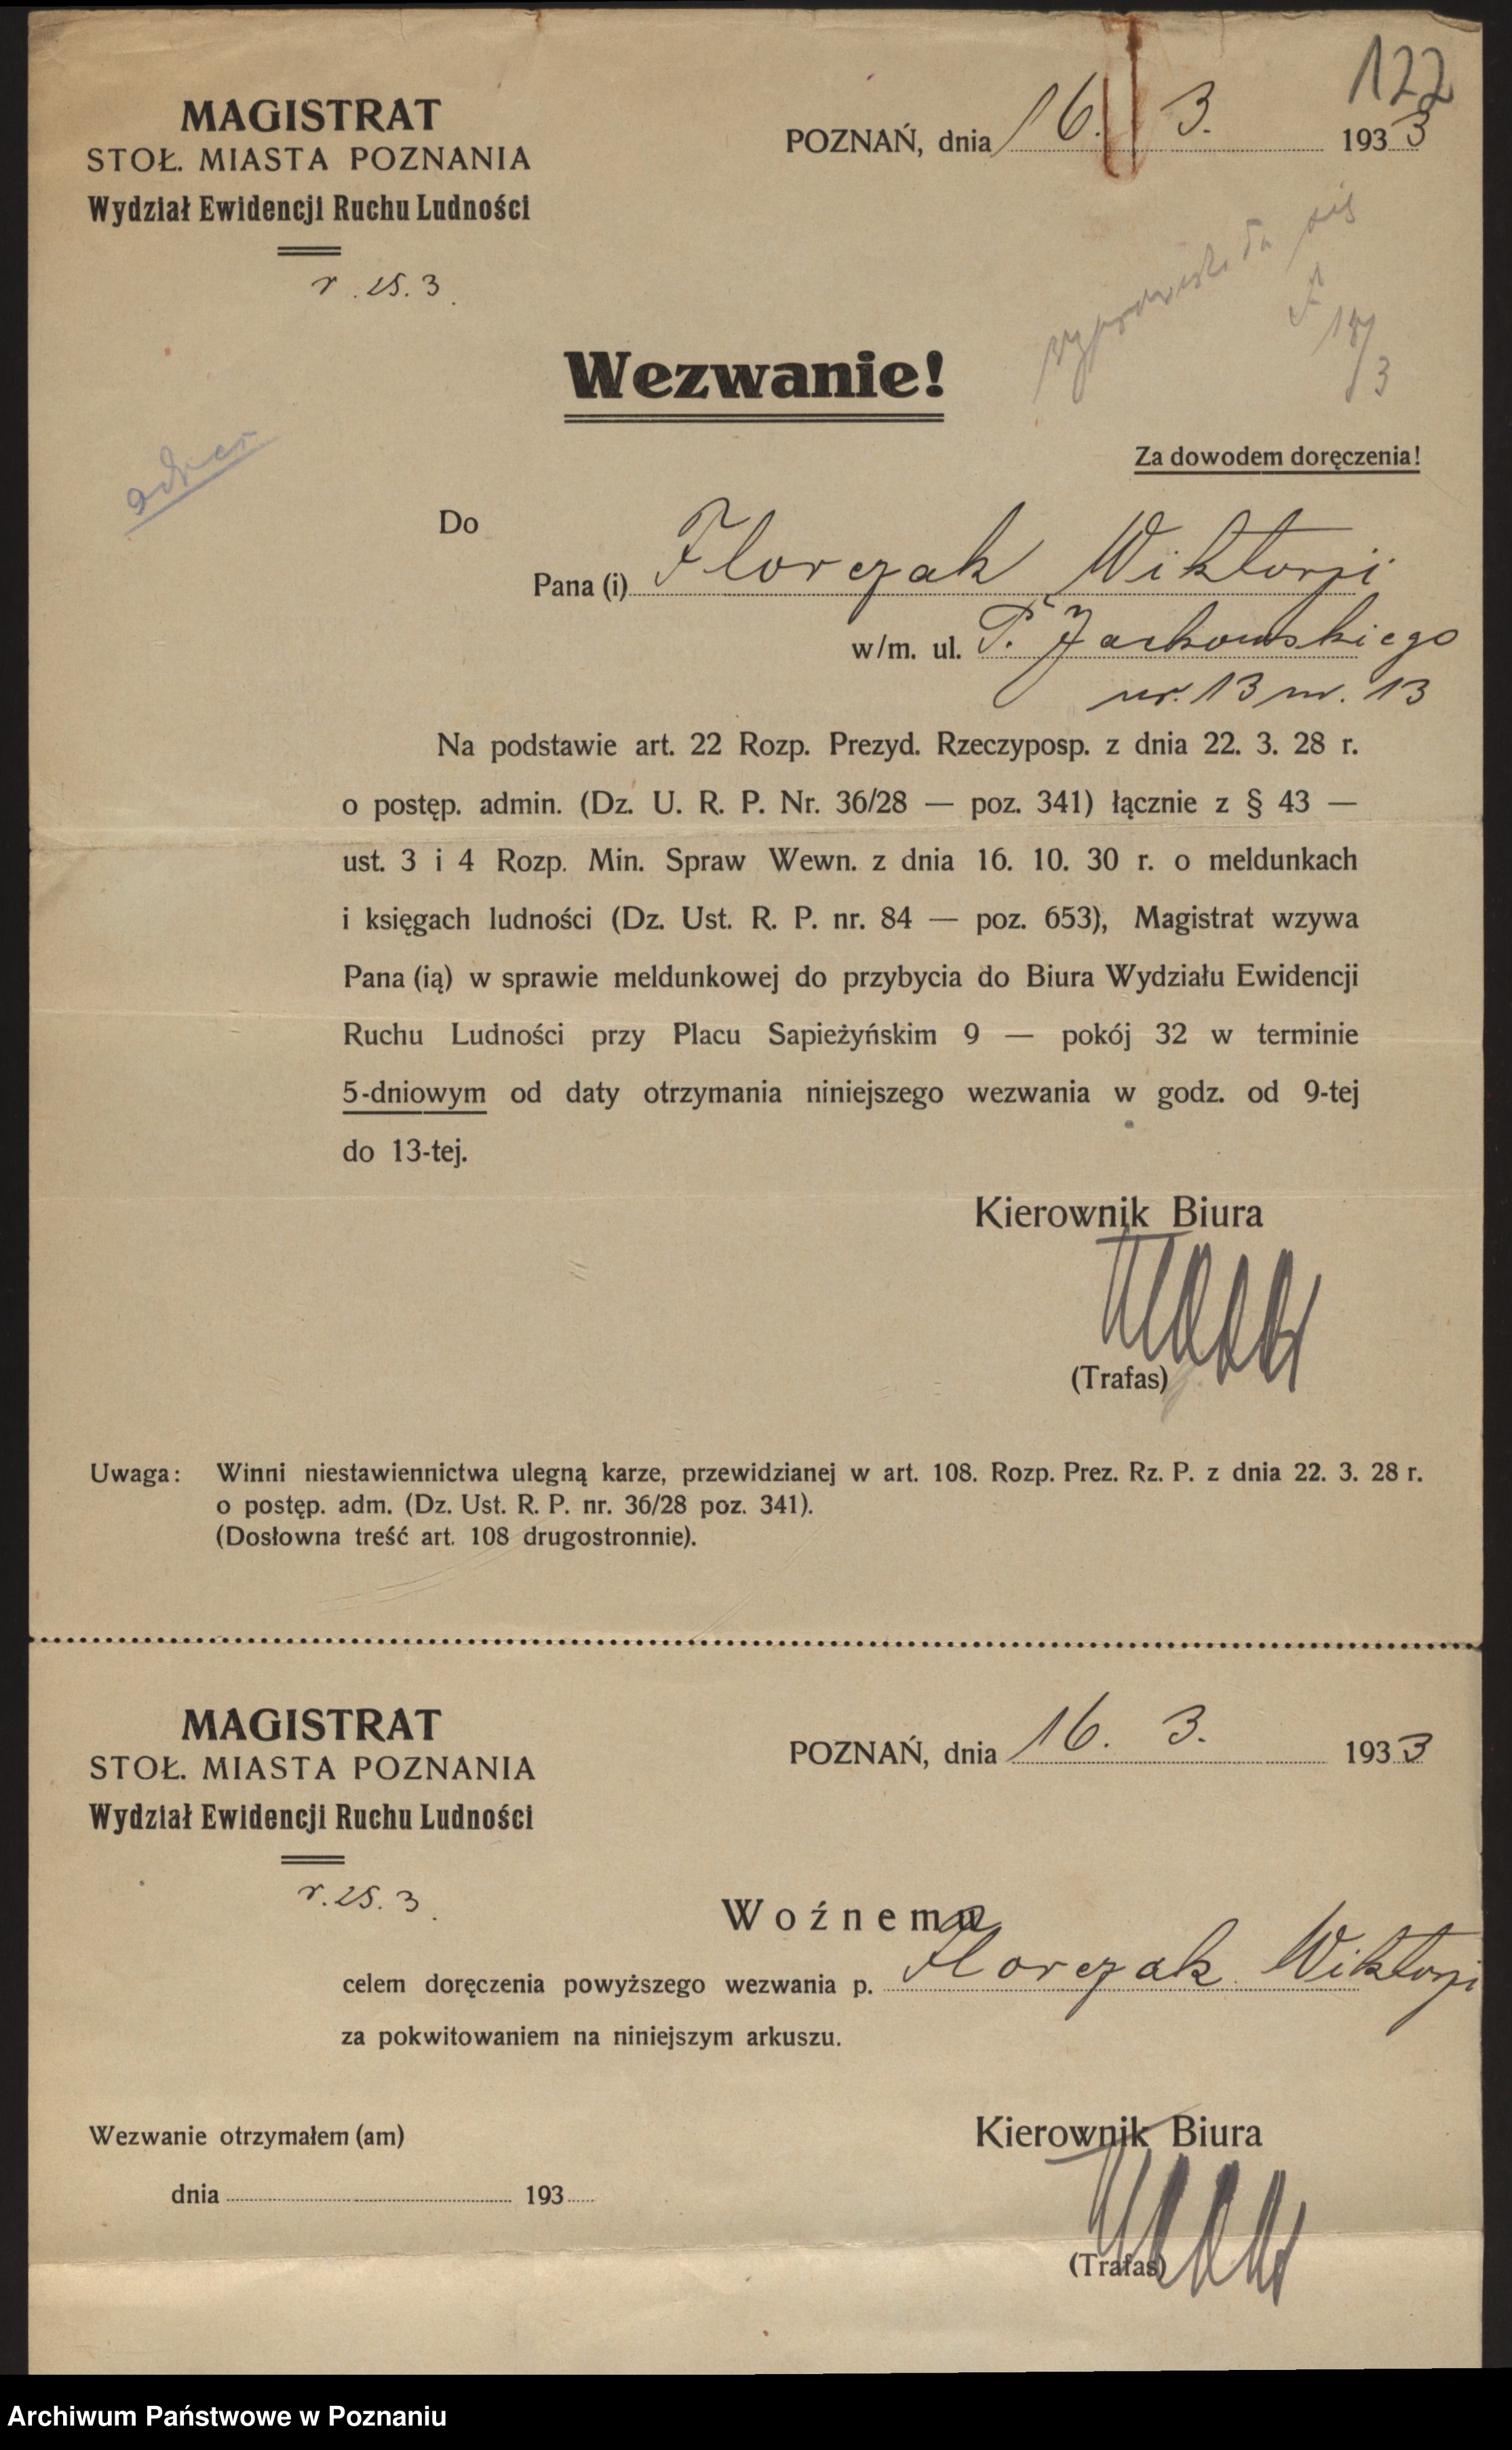 122
MAGISTRAT
STOŁ. MIASTA POZNANIA
Wydział Ewidencji Ruchu Ludności
POZNAŃ, dnia 16. 3. 1933
r. 25. 3.
wyprowadziła się
18/3
Wezwanie!
adres
Za dowodem doręczenia!
Do
Pana (i) Florczak Wiktorji
w/m. ul. P. Jackowskiego
nr. 13 m. 13
Na podstawie art. 22 Rozp. Prezyd. Rzeczyposp. z dnia 22. 3. 28 r.
o postęp. admin. (Dz. U. R. P. Nr. 36/28 — poz. 341) łącznie z § 43 —
ust. 3 i 4 Rozp. Min. Spraw Wewn. z dnia 16. 10. 30 r. o meldunkach
i księgach ludności (Dz. Ust. R. P. nr. 84 — poz. 653), Magistrat wzywa
Pana (ią) w sprawie meldunkowej do przybycia do Biura Wydziału Ewidencji
Ruchu Ludności przy Placu Sapieżyńskim 9 — pokój 32 w terminie
5-dniowym od daty otrzymania niniejszego wezwania w godz. od 9-tej
do 13-tej.
Kierownik Biura
(Trafas)
Uwaga: Winni niestawiennictwa ulegną karze, przewidzianej w art. 108. Rozp. Prez. Rz. P. z dnia 22. 3. 28 r.
o postęp. adm. (Dz. Ust. R. P. nr. 36/28 poz. 341).
(Dosłowna treść art. 108 drugostronnie).
MAGISTRAT
STOŁ. MIASTA POZNANIA
Wydział Ewidencji Ruchu Ludności
POZNAŃ, dnia 16. 3. 1933
r. 25. 3.
Woźnemu
celem doręczenia powyższego wezwania p. Florczak Wiktorji
za pokwitowaniem na niniejszym arkuszu.
Wezwanie otrzymałem (am)
dnia 193
Kierownik Biura
(Trafas)
Archiwum Państwowe w Poznaniu